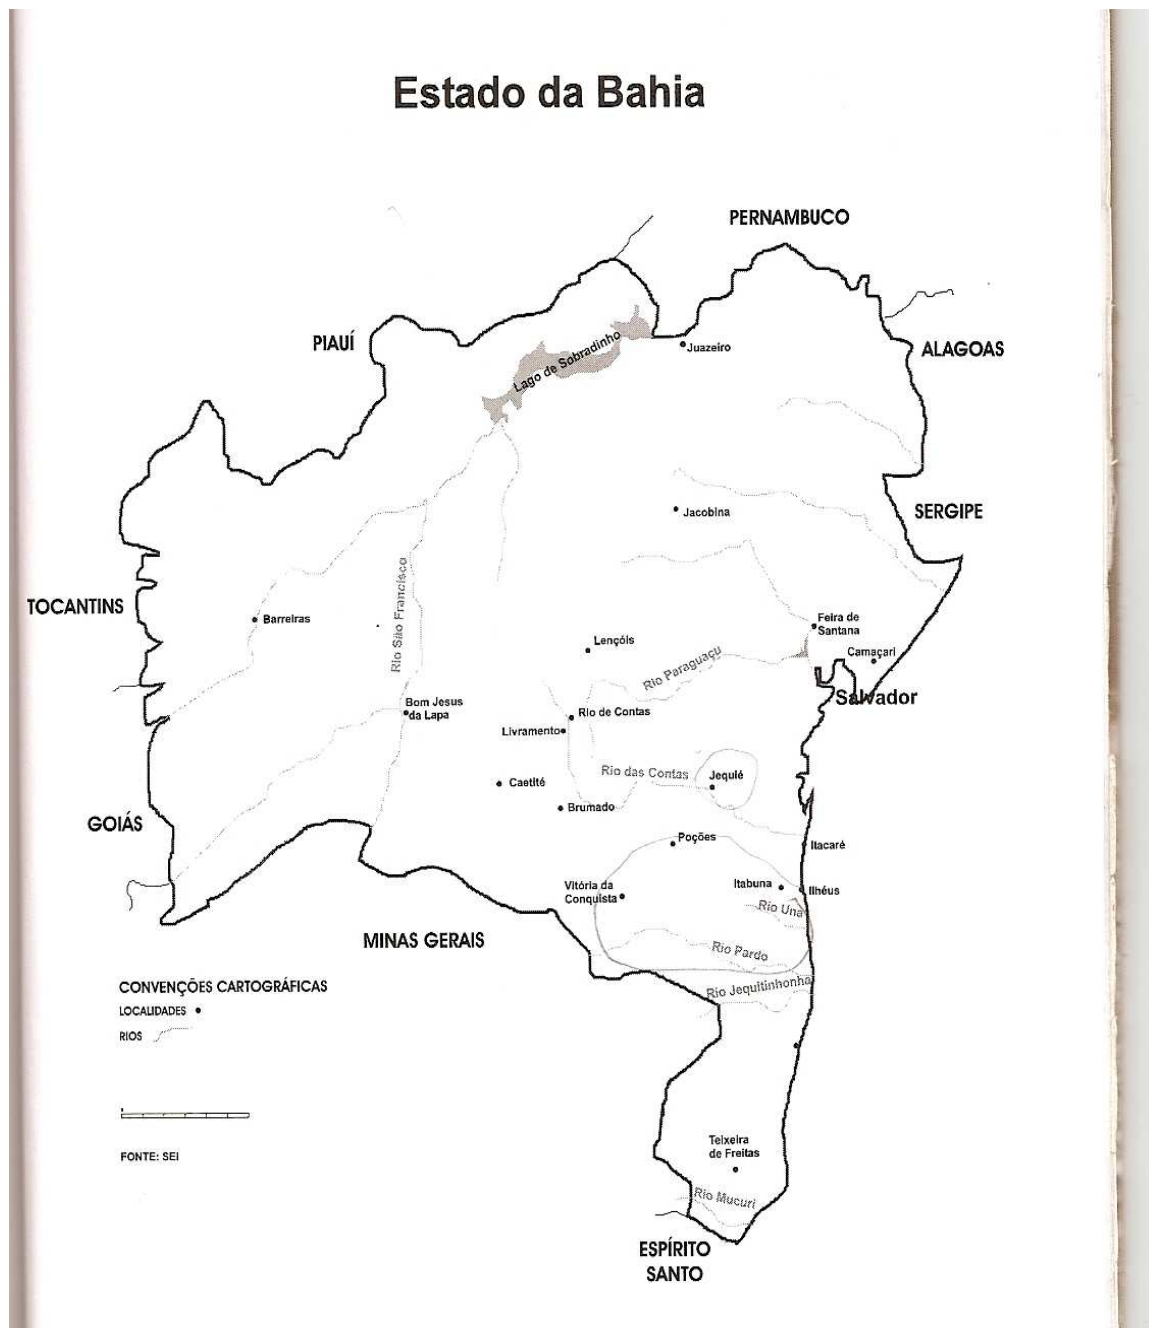 Estado da Bahia
PERNAMBUCO
PIAUÍ
Lago de Sobradinho
Juazeiro
ALAGOAS
Jacobina
SERGIPE
Rio São Francisco
TOCANTINS
Barreiras
Feira de
Santana
Lençóis
Camaçari
Rio Paraguaçu
Salvador
Bom Jesus
da Lapa
Rio de Contas
Livramento
Rio das Contas
Jequié
Caetité
Brumado
GOIÁS
Poções
Itacaré
Vitória da
Conquista
Itabuna
Ilhéus
Rio Una
MINAS GERAIS
Rio Pardo
Rio Jequitinhonha
CONVENÇÕES CARTOGRÁFICAS
LOCALIDADES
RIOS
FONTE: SEI
Teixeira
de Freitas
Rio Mucuri
ESPÍRITO
SANTO